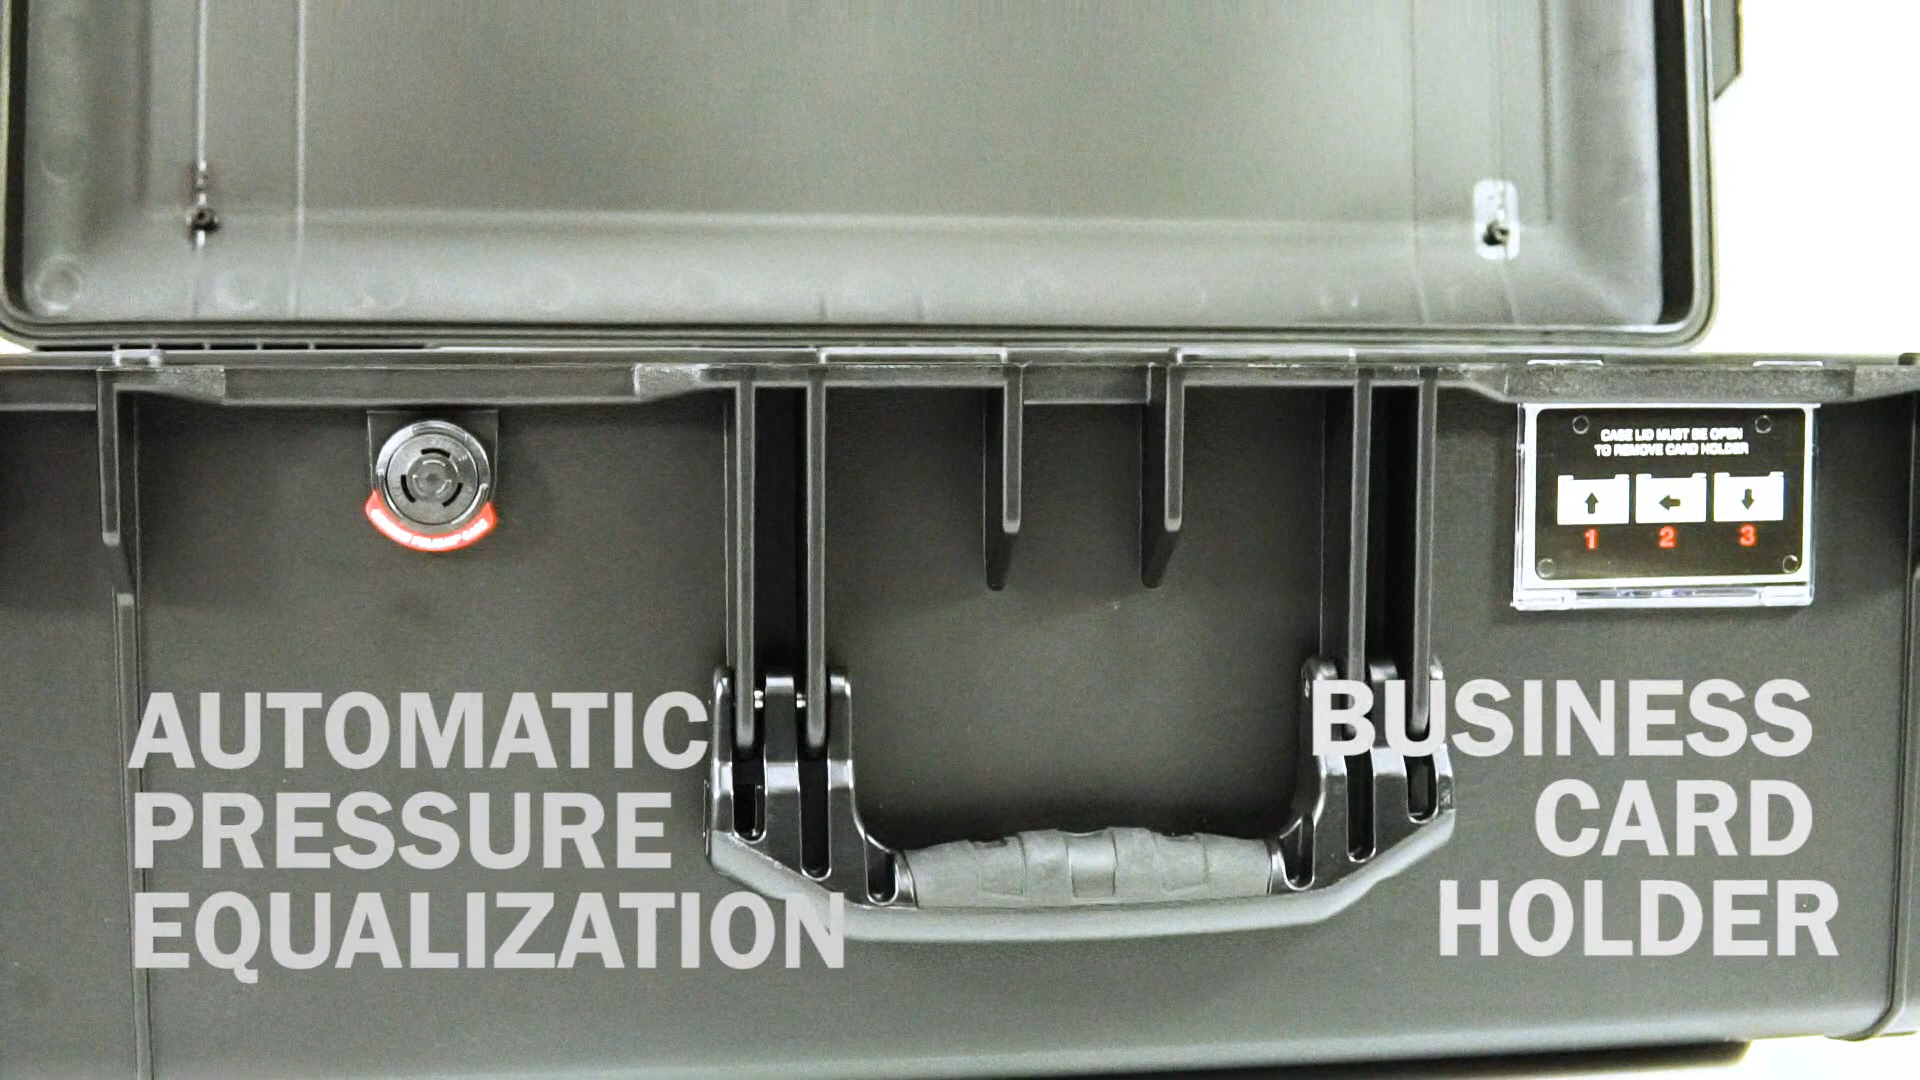 CASE LID MUST BE OPEN
TO REMOVE CARD HOLDER
1 2 3
AUTOMATIC
PRESSURE
EQUALIZATION
BUSINESS
CARD
HOLDER